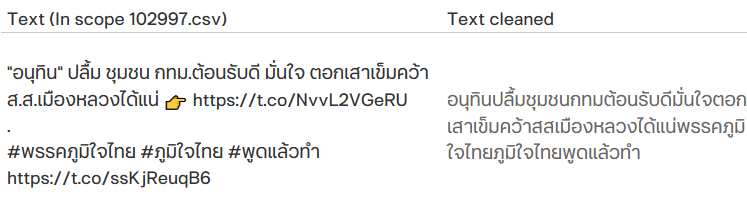 Text (In scope 102997.csv)
Text cleaned
"อนุทิน" ปลื้ม ชุมชน กทม.ต้อนรับดี มั่นใจ ตอกเสาเข็มคว้า
ส.ส.เมืองหลวงได้แน่ 👉 https://t.co/NvvL2VGeRU
.
#พรรคภูมิใจไทย #ภูมิใจไทย #พูดแล้วทำ
https://t.co/ssKjReuqB6
อนุทินปลื้มชุมชนกทมต้อนรับดีมั่นใจตอก
เสาเข็มคว้าสสเมืองหลวงได้แน่พรรคภูมิ
ใจไทยภูมิใจไทยพูดแล้วทำ